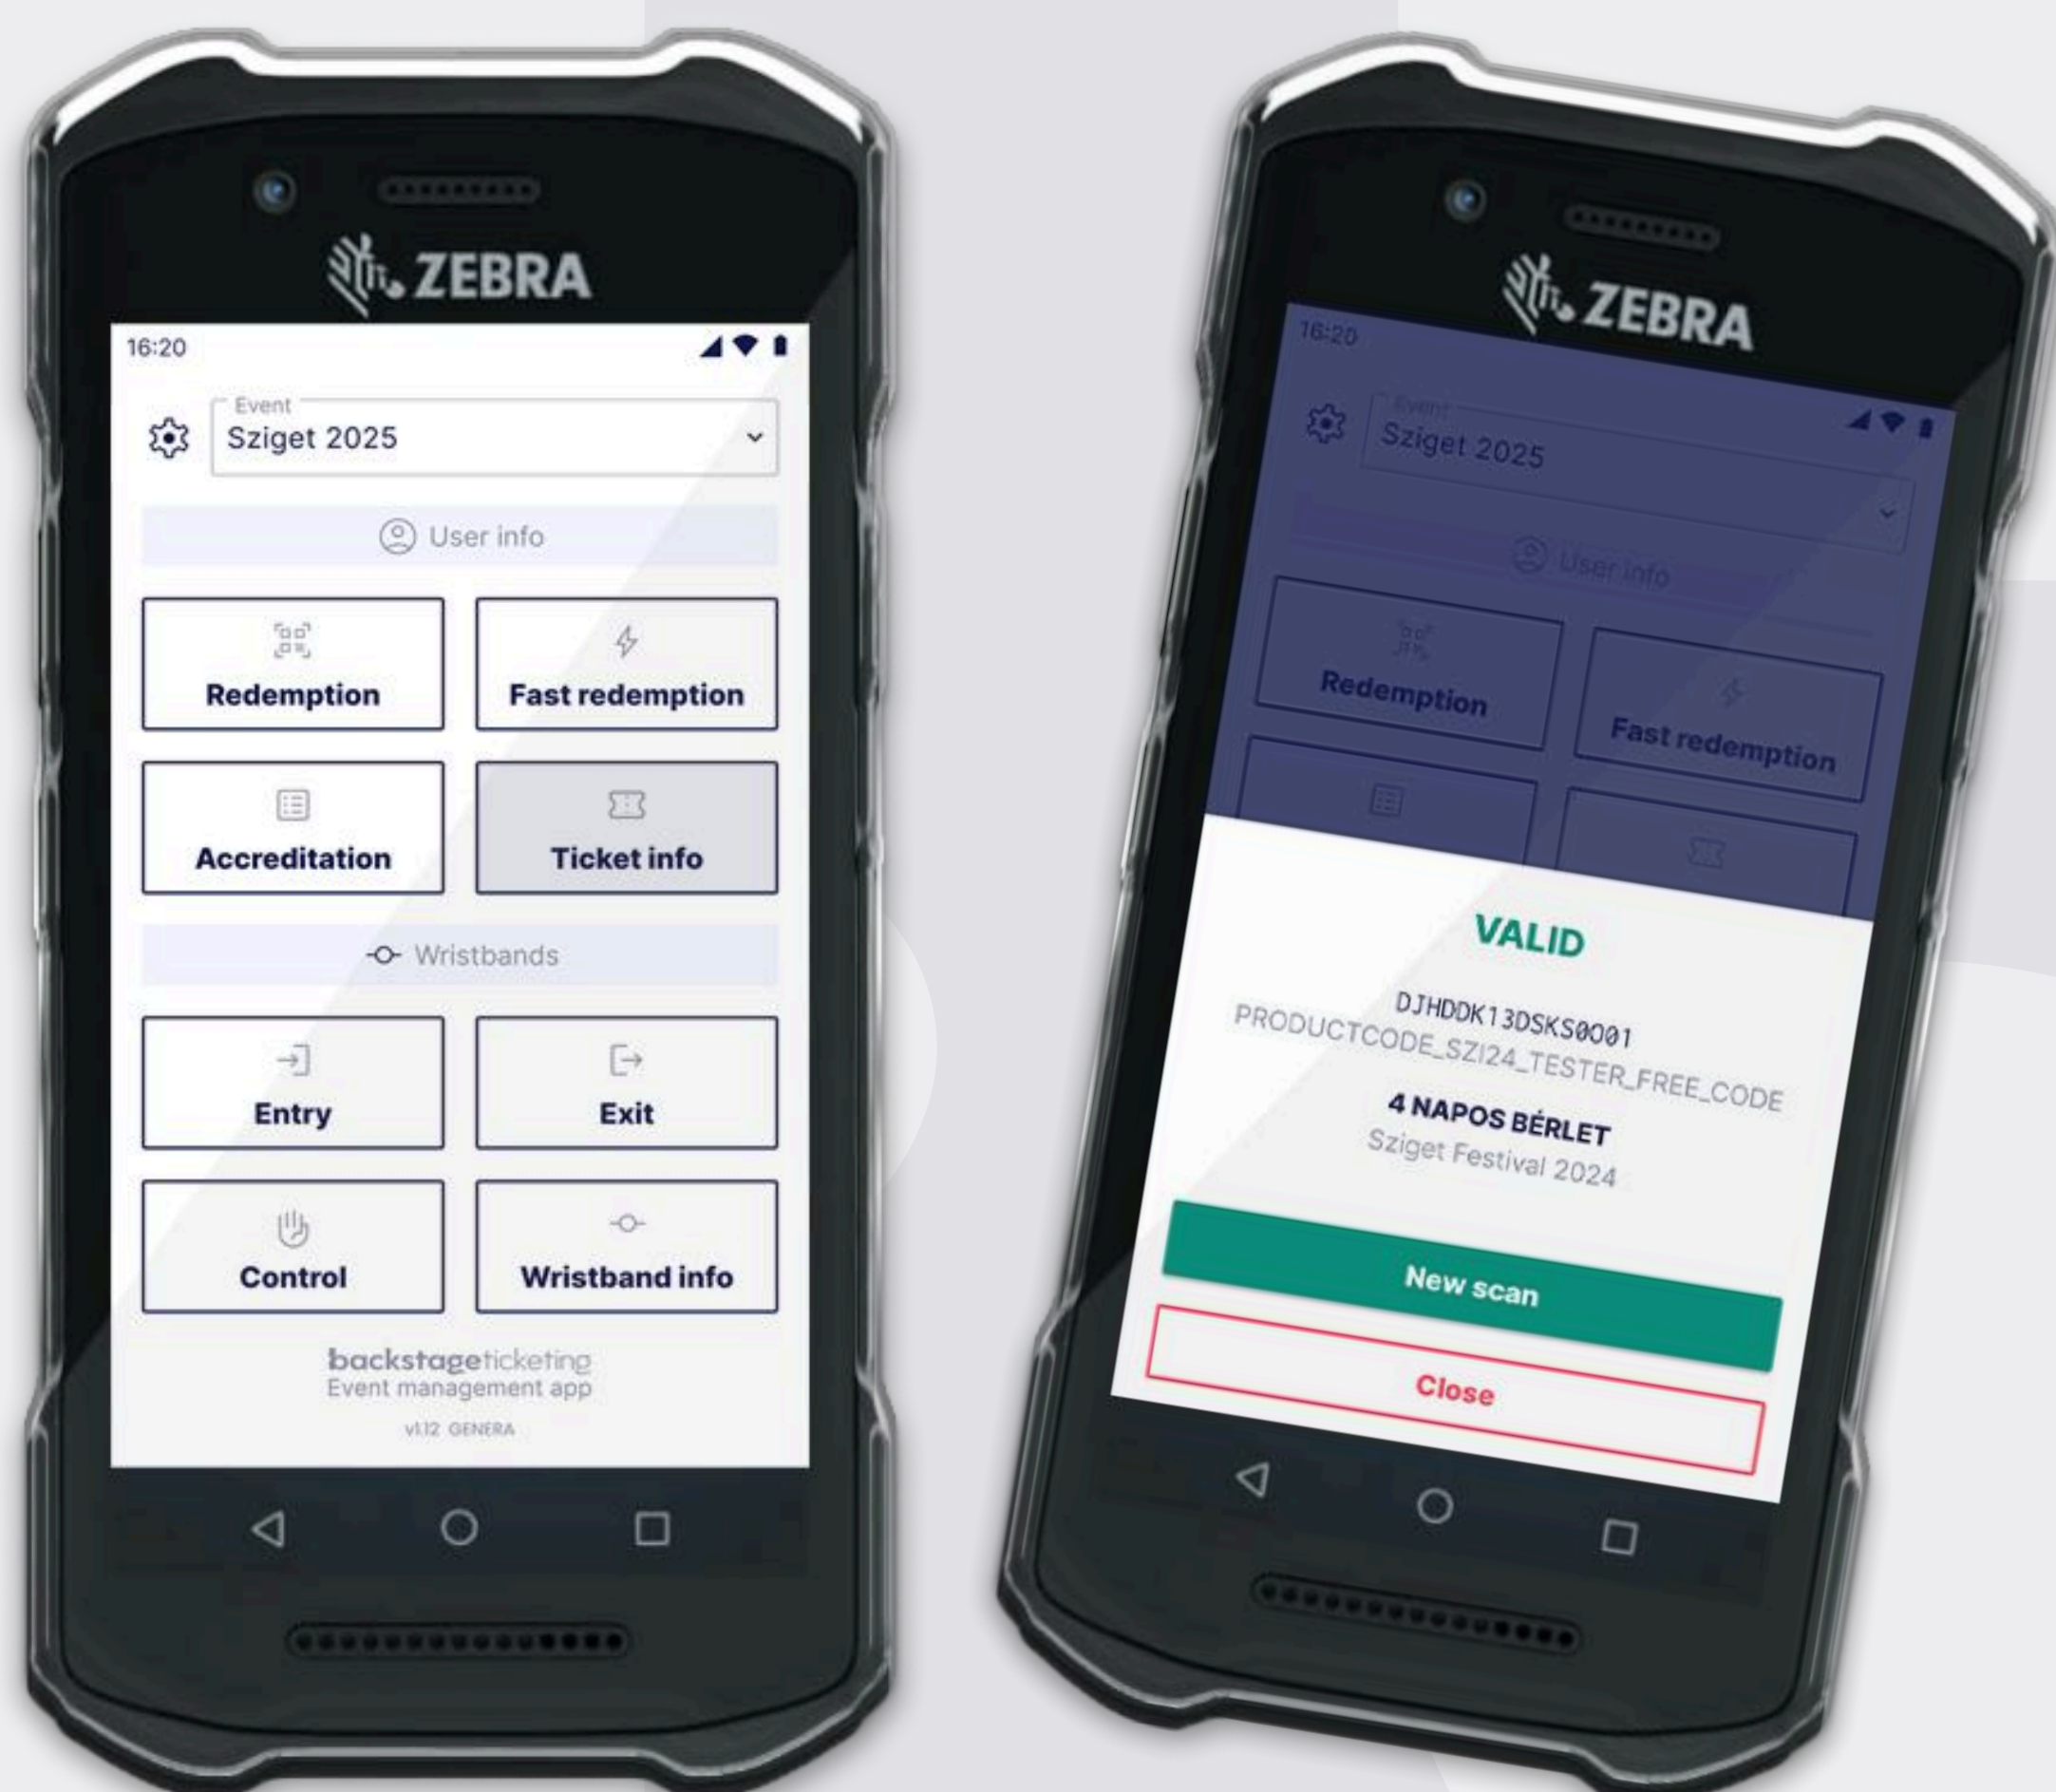 ZEBRA
16:20
Event
Sziget 2025
User info
Redemption
Fast redemption
Accreditation
Ticket info
Wristbands
Entry
Exit
Control
Wristband info
backstageticketing
Event management app
v1.12 GENERA
ZEBRA
16:20
Event
Sziget 2025
User info
Redemption
Fast redemption
VALID
DJHDDK13DSKS0001
PRODUCTCODE_SZI24_TESTER_FREE_CODE
4 NAPOS BÉRLET
Sziget Festival 2024
New scan
Close